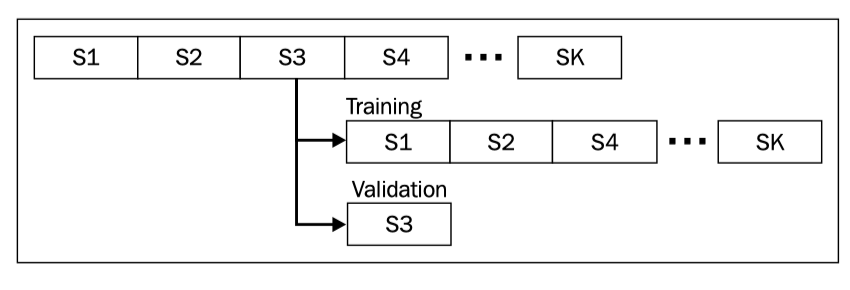 S1 S2 S3 S4 ... SK
Training
S1 S2 S4 ... SK
Validation
S3